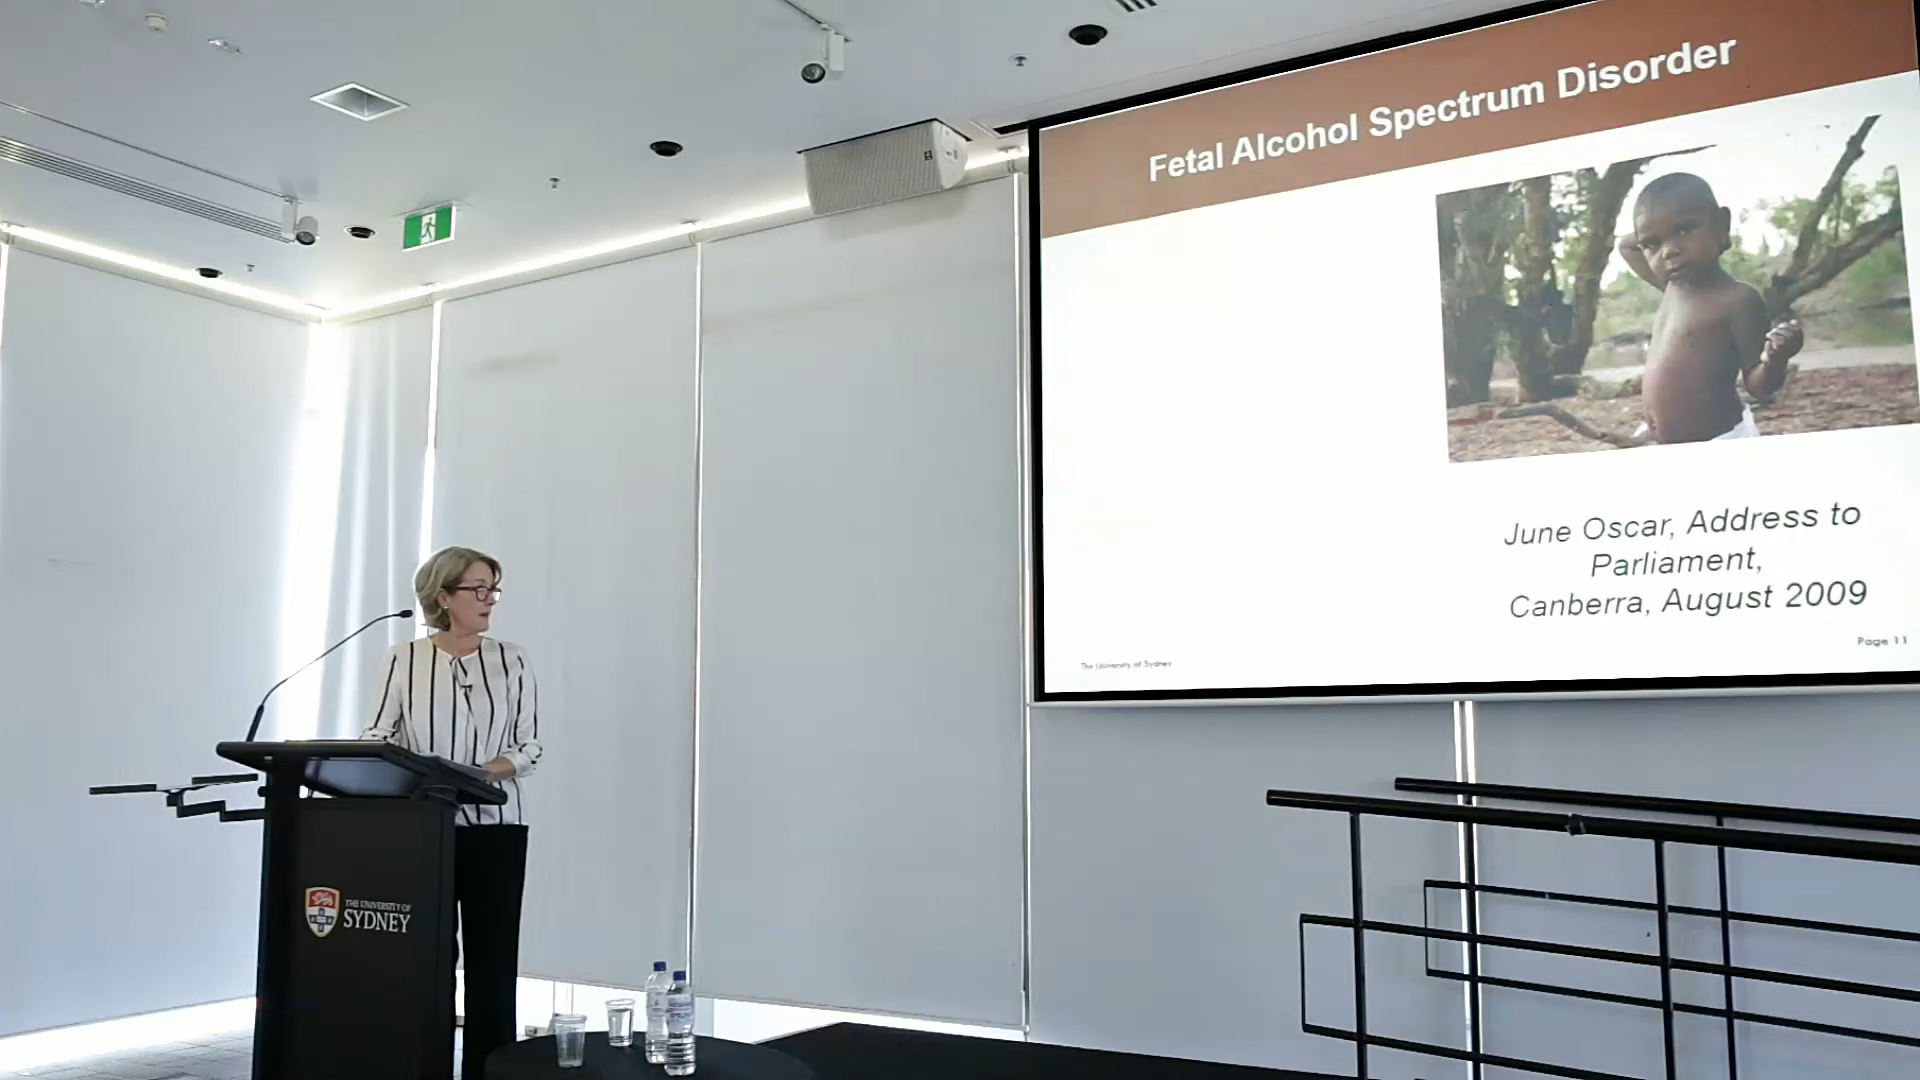 Fetal Alcohol Spectrum Disorder
June Oscar, Address to
Parliament,
Canberra, August 2009
Page 11
The University of Sydney
THE UNIVERSITY OF
SYDNEY